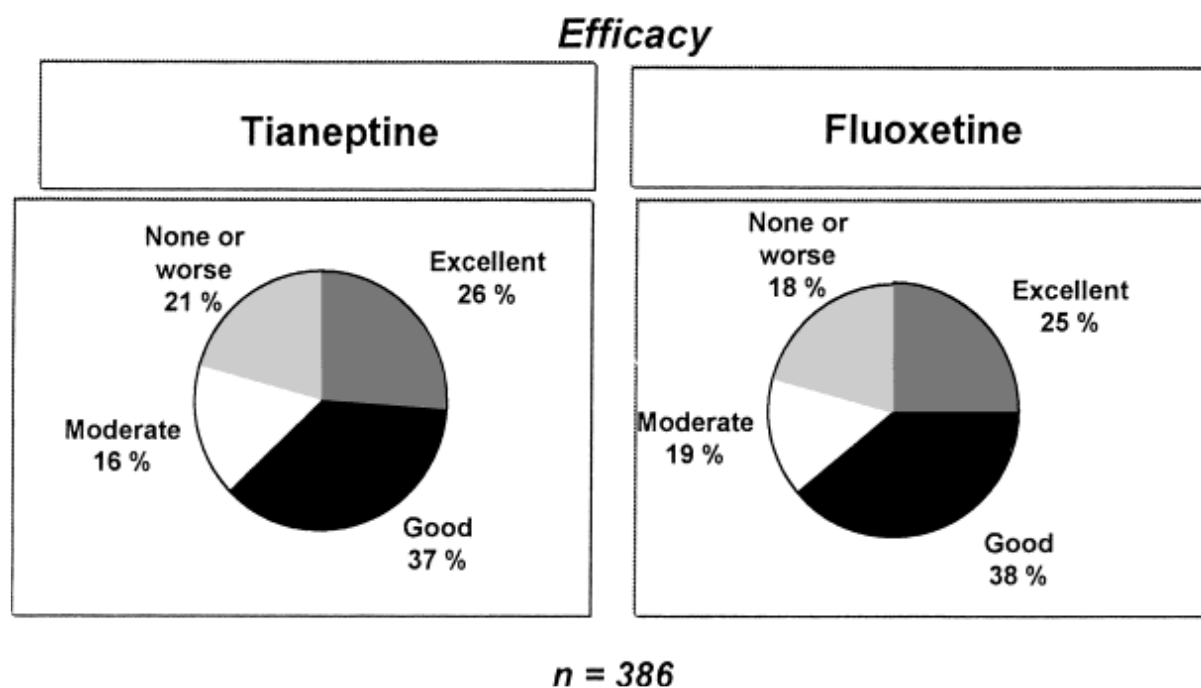 Efficacy
Tianeptine
None or
worse
21 %
Excellent
26 %
Moderate
16 %
Good
37 %
Fluoxetine
None or
worse
18 %
Excellent
25 %
Moderate
19 %
Good
38 %
n = 386